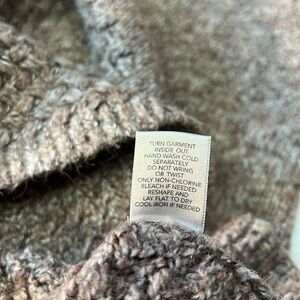 TURN GARMENT
INSIDE OUT
HAND WASH COLD
SEPARATELY
DO NOT WRING
OR TWIST
ONLY NON-CHLORINE
BLEACH IF NEEDED
RESHAPE AND
LAY FLAT TO DRY
COOL IRON IF NEEDED